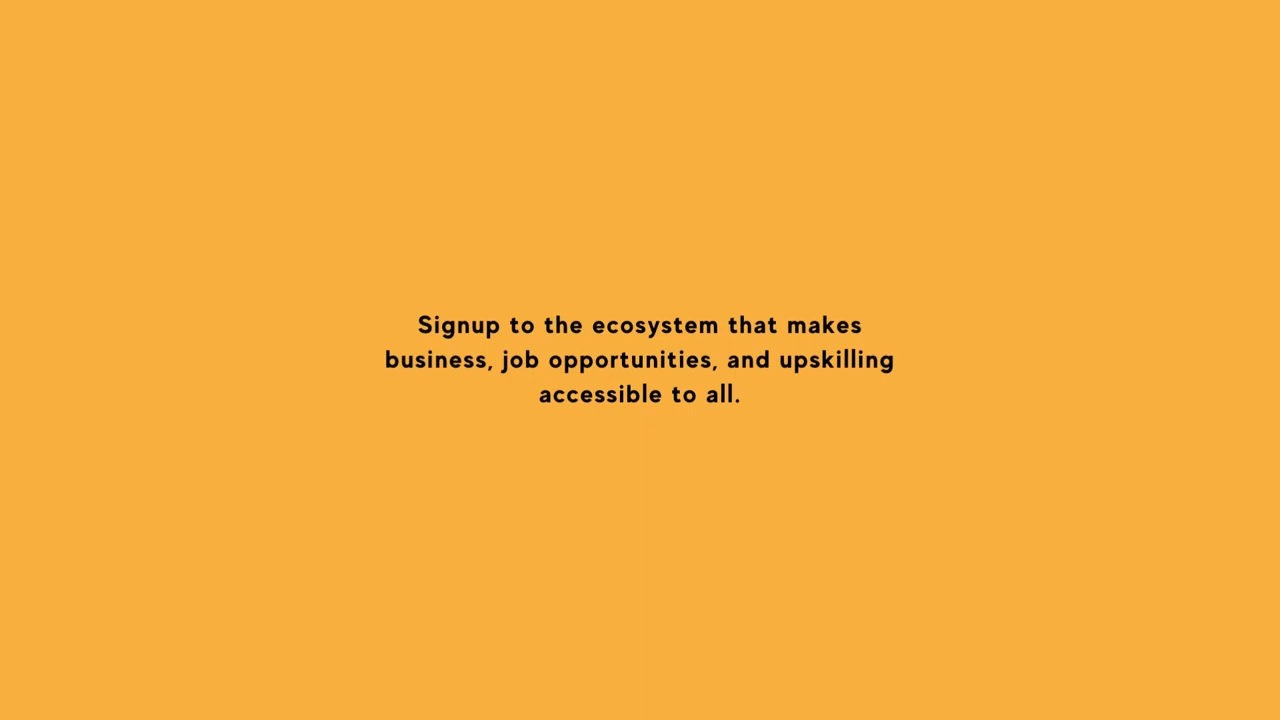 Signup to the ecosystem that makes
business, job opportunities, and upskilling
accessible to all.